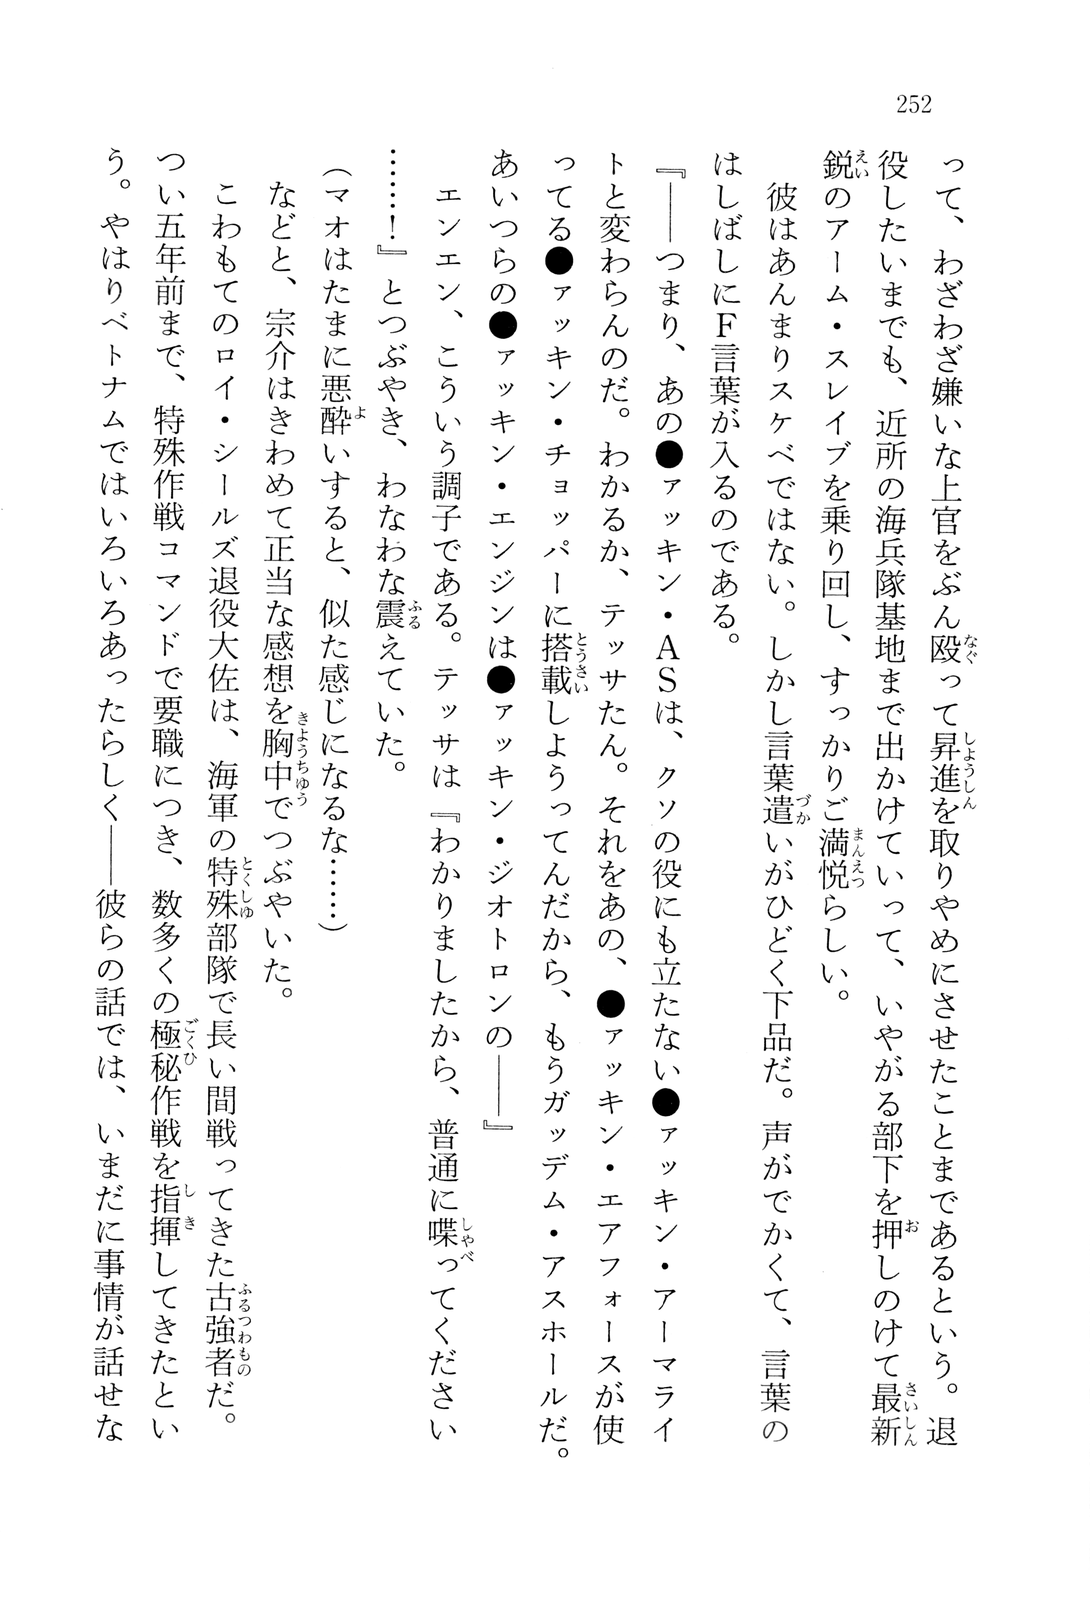 252
って、わざわざ嫌いな上官をぶん殴って昇進を取りやめにさせたことまであるという。退
役したいまでも、近所の海兵隊基地まで出かけていって、いやがる部下を押しのけて最新
鋭のアーム・スレイブを乗り回し、すっかりご満悦らしい。
　彼はあんまりスケベではない。しかし言葉遣いがひどく下品だ。声がでかくて、言葉の
はしばしにF言葉が入るのである。
『――つまり、あの●ァッキン・ASは、クソの役にも立たない●ァッキン・アーマライ
トと変わらんのだ。わかるか、テッサたん。それをあの、●ァッキン・エアフォースが使
ってる●ァッキン・チョッパーに搭載しようってんだから、もうガッデム・アスホールだ。
あいつらの●ァッキン・エンジンは●ァッキン・ジオトロンの――』
　エンエン、こういう調子である。テッサは『わかりましたから、普通に喋ってください
……！』とつぶやき、わなわな震えていた。
（マオはたまに悪酔いすると、似た感じになるな……）
　などと、宗介はきわめて正当な感想を胸中でつぶやいた。
　こわもてのロイ・シールズ退役大佐は、海軍の特殊部隊で長い間戦ってきた古強者だ。
つい五年前まで、特殊作戦コマンドで要職につき、数多くの極秘作戦を指揮してきたとい
う。やはりベトナムではいろいろあったらしく――彼らの話では、いまだに事情が話せな